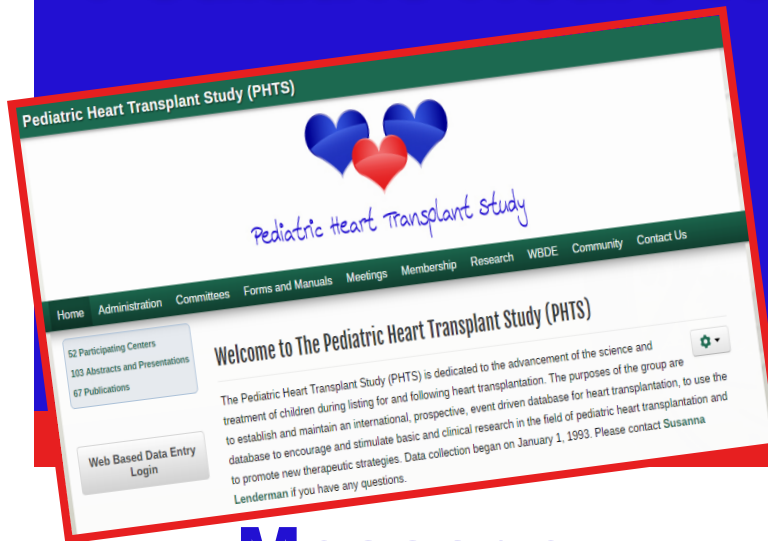 Pediatric Heart Transplant Study (PHTS)
Pediatric Heart Transplant Study
Home Administration Committees Forms and Manuals Meetings Membership Research WBDE Community Contact Us
52 Participating Centers
103 Abstracts and Presentations
67 Publications
Web Based Data Entry
Login
Welcome to The Pediatric Heart Transplant Study (PHTS)
The Pediatric Heart Transplant Study (PHTS) is dedicated to the advancement of the science and
treatment of children during listing for and following heart transplantation. The purposes of the group are
to establish and maintain an international, prospective, event driven database for heart transplantation, to use the
database to encourage and stimulate basic and clinical research in the field of pediatric heart transplantation and
to promote new therapeutic strategies. Data collection began on January 1, 1993. Please contact Susanna
Lenderman if you have any questions.